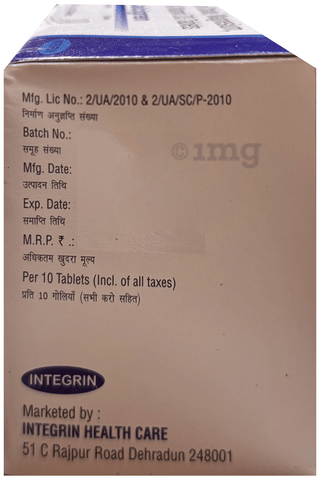 Mfg. Lic No.: 2/UA/2010 & 2/UA/SC/P-2010
निर्माण अनुज्ञप्ति संख्या
Batch No.:
समूह संख्या
©1mg
Mfg. Date:
उत्पादन तिथि
Exp. Date:
समाप्ति तिथि
M.R.P. ₹ .:
अधिकतम खुदरा मूल्य
Per 10 Tablets (Incl. of all taxes)
प्रति 10 गोलियाँ (सभी करो सहित)
INTEGRIN
Marketed by :
INTEGRIN HEALTH CARE
51 C Rajpur Road Dehradun 248001